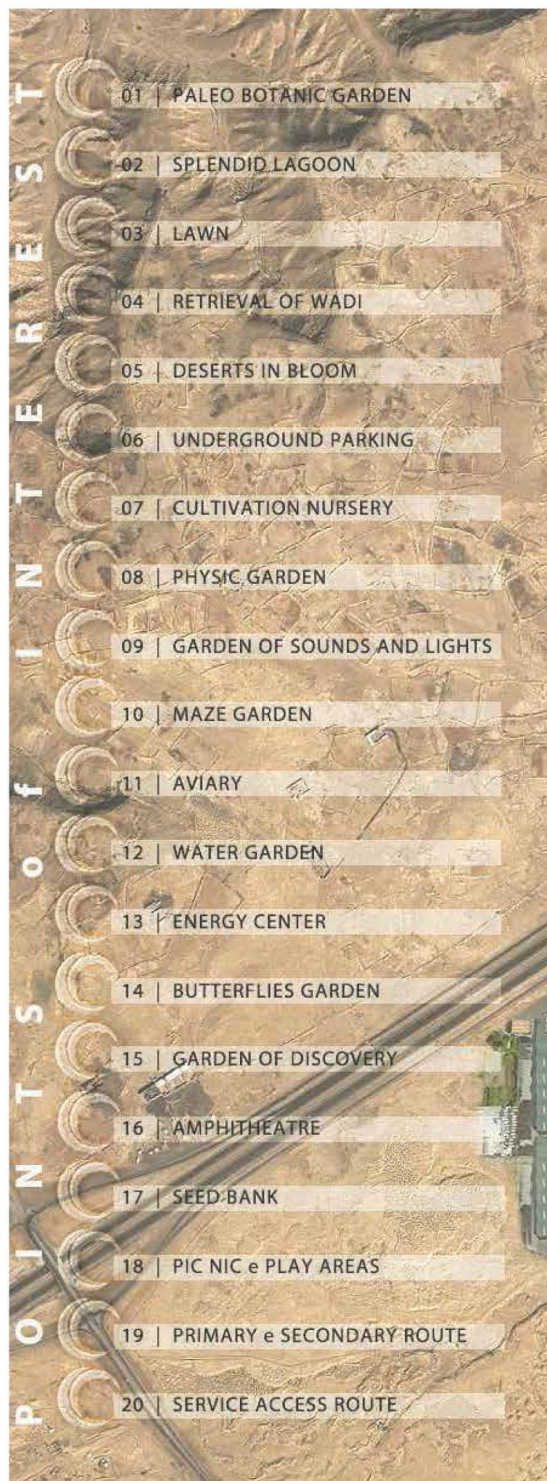 POINTS of INTEREST
01 | PALEO BOTANIC GARDEN
02 | SPLENDID LAGOON
03 | LAWN
04 | RETRIEVAL OF WADI
05 | DESERTS IN BLOOM
06 | UNDERGROUND PARKING
07 | CULTIVATION NURSERY
08 | PHYSIC GARDEN
09 | GARDEN OF SOUNDS AND LIGHTS
10 | MAZE GARDEN
11 | AVIARY
12 | WATER GARDEN
13 | ENERGY CENTER
14 | BUTTERFLIES GARDEN
15 | GARDEN OF DISCOVERY
16 | AMPHITHEATRE
17 | SEED BANK
18 | PIC NIC e PLAY AREAS
19 | PRIMARY e SECONDARY ROUTE
20 | SERVICE ACCESS ROUTE